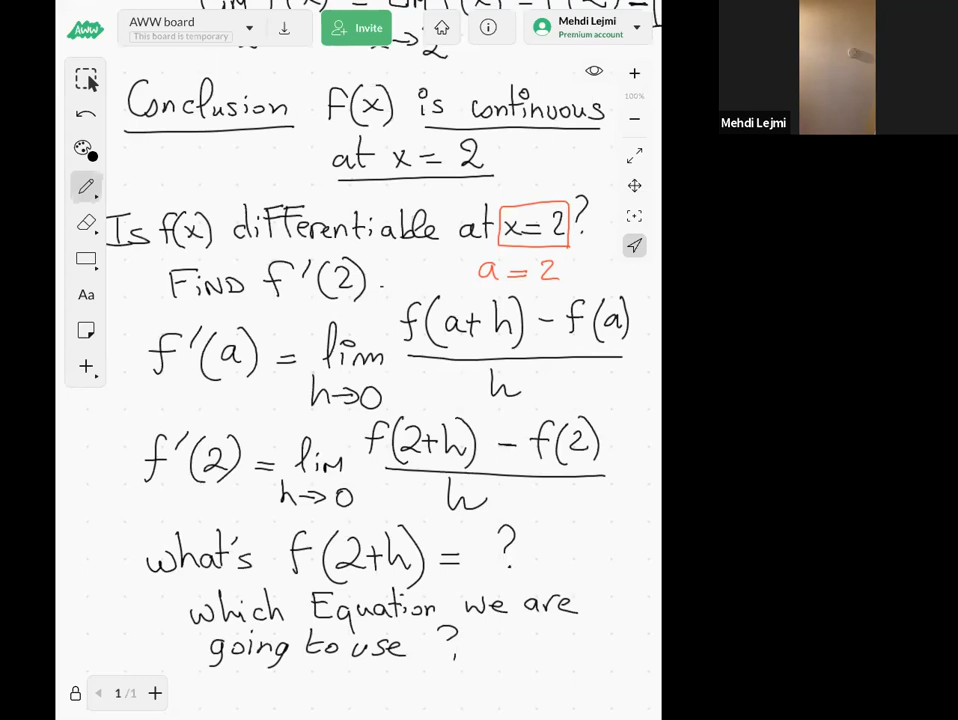 AWW board
This board is temporary
Invite
Mehdi Lejmi
Premium account
AWW
x→2
Conclusion f(x) is continuous
at x = 2
100%
Mehdi Lejmi
Is f(x) differentiable at x = 2 ?
a = 2
Find f'(2).
f'(a) = lim h→0 f(a+h) - f(a) / h
f'(2) = lim h→0 f(2+h) - f(2) / h
what's f(2+h) = ?
which Equation we are
going to use ?
Aa
1 / 1